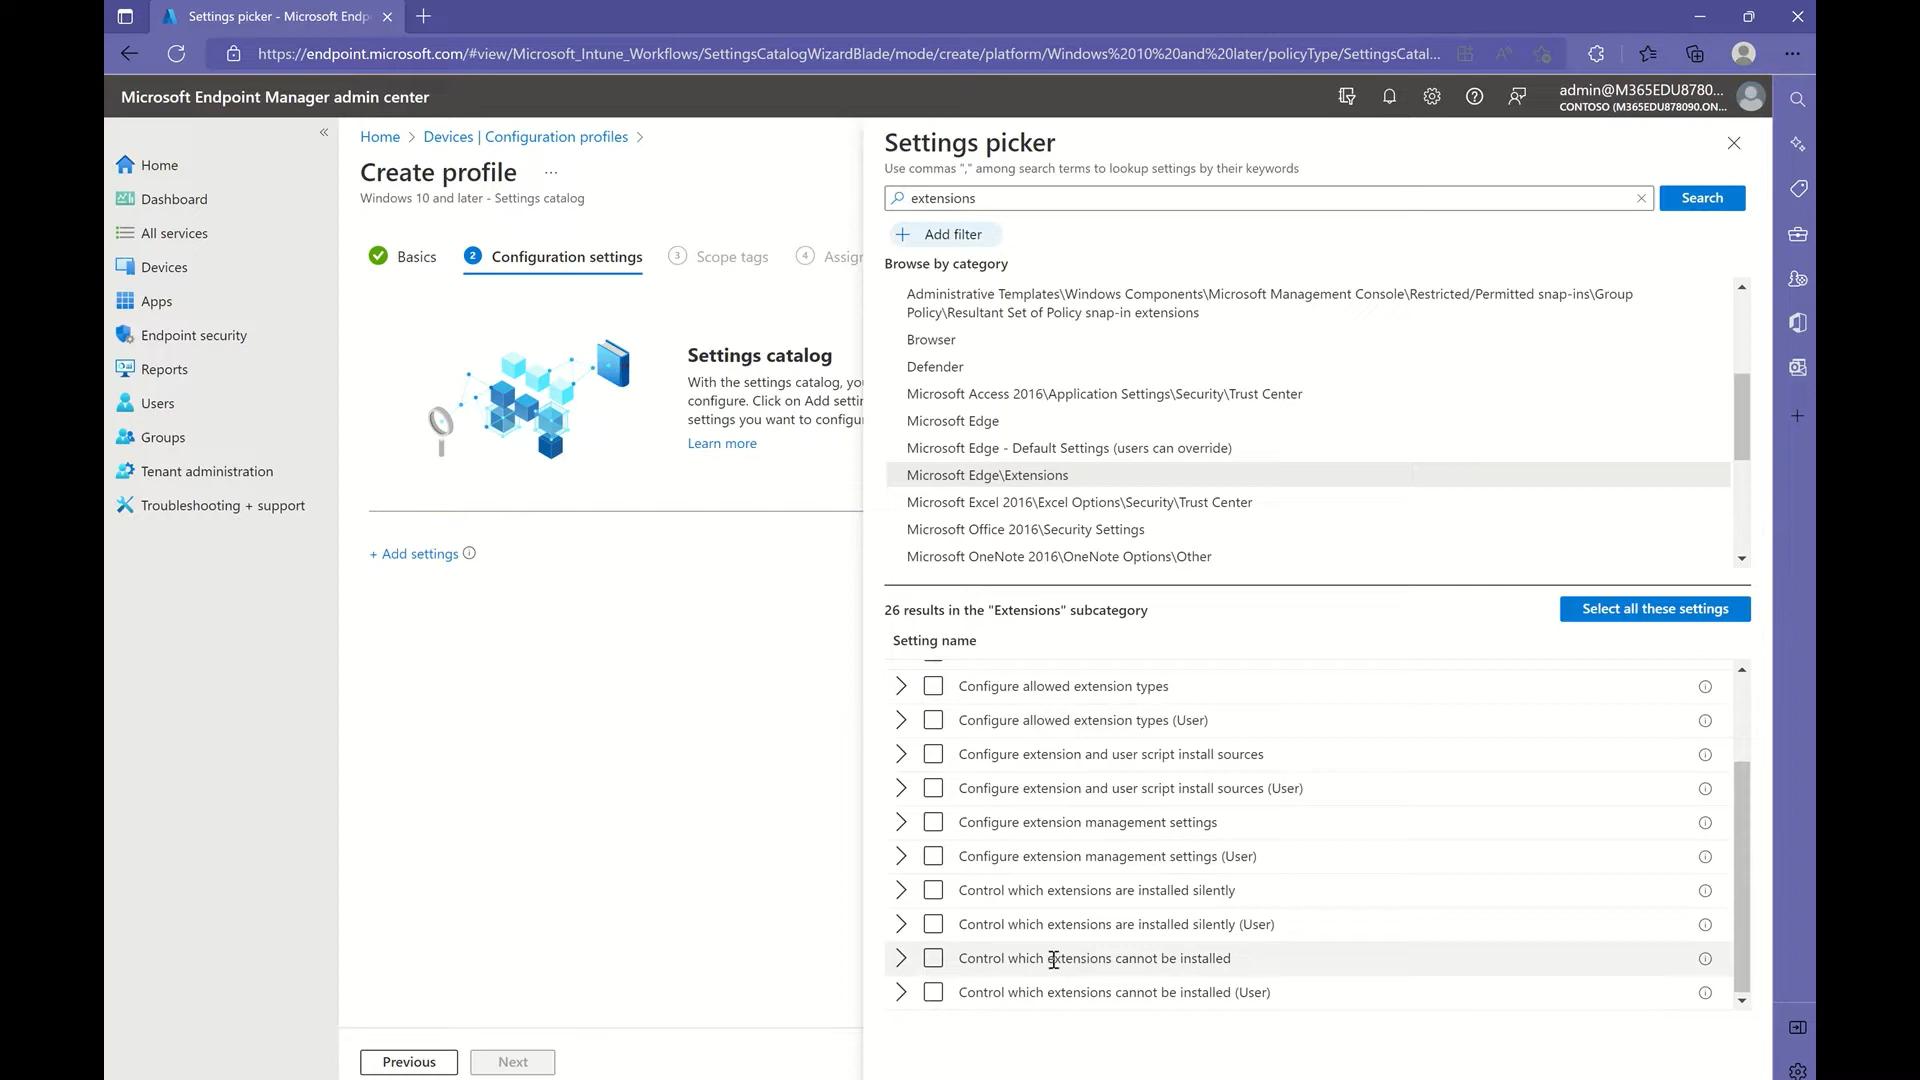 Settings picker - Microsoft Endp
https://endpoint.microsoft.com/#view/Microsoft_Intune_Workflows/SettingsCatalogWizardBlade/mode/create/platform/Windows%2010%20and%20later/policyType/SettingsCatal...
Microsoft Endpoint Manager admin center
admin@M365EDU8780...
CONTOSO (M365EDU878090.ON...
Home
Dashboard
All services
Devices
Apps
Endpoint security
Reports
Users
Groups
Tenant administration
Troubleshooting + support
Home > Devices | Configuration profiles >
Create profile ...
Windows 10 and later - Settings catalog
Basics
2 Configuration settings
3 Scope tags
4 Assign
Settings catalog
With the settings catalog, yo
configure. Click on Add settin
settings you want to configu
Learn more
+ Add settings
Previous
Next
Settings picker
Use commas "," among search terms to lookup settings by their keywords
extensions
Search
+ Add filter
Browse by category
Administrative Templates\Windows Components\Microsoft Management Console\Restricted/Permitted snap-ins\Group
Policy\Resultant Set of Policy snap-in extensions
Browser
Defender
Microsoft Access 2016\Application Settings\Security\Trust Center
Microsoft Edge
Microsoft Edge - Default Settings (users can override)
Microsoft Edge\Extensions
Microsoft Excel 2016\Excel Options\Security\Trust Center
Microsoft Office 2016\Security Settings
Microsoft OneNote 2016\OneNote Options\Other
26 results in the "Extensions" subcategory
Select all these settings
Setting name
Configure allowed extension types
Configure allowed extension types (User)
Configure extension and user script install sources
Configure extension and user script install sources (User)
Configure extension management settings
Configure extension management settings (User)
Control which extensions are installed silently
Control which extensions are installed silently (User)
Control which extensions cannot be installed
Control which extensions cannot be installed (User)